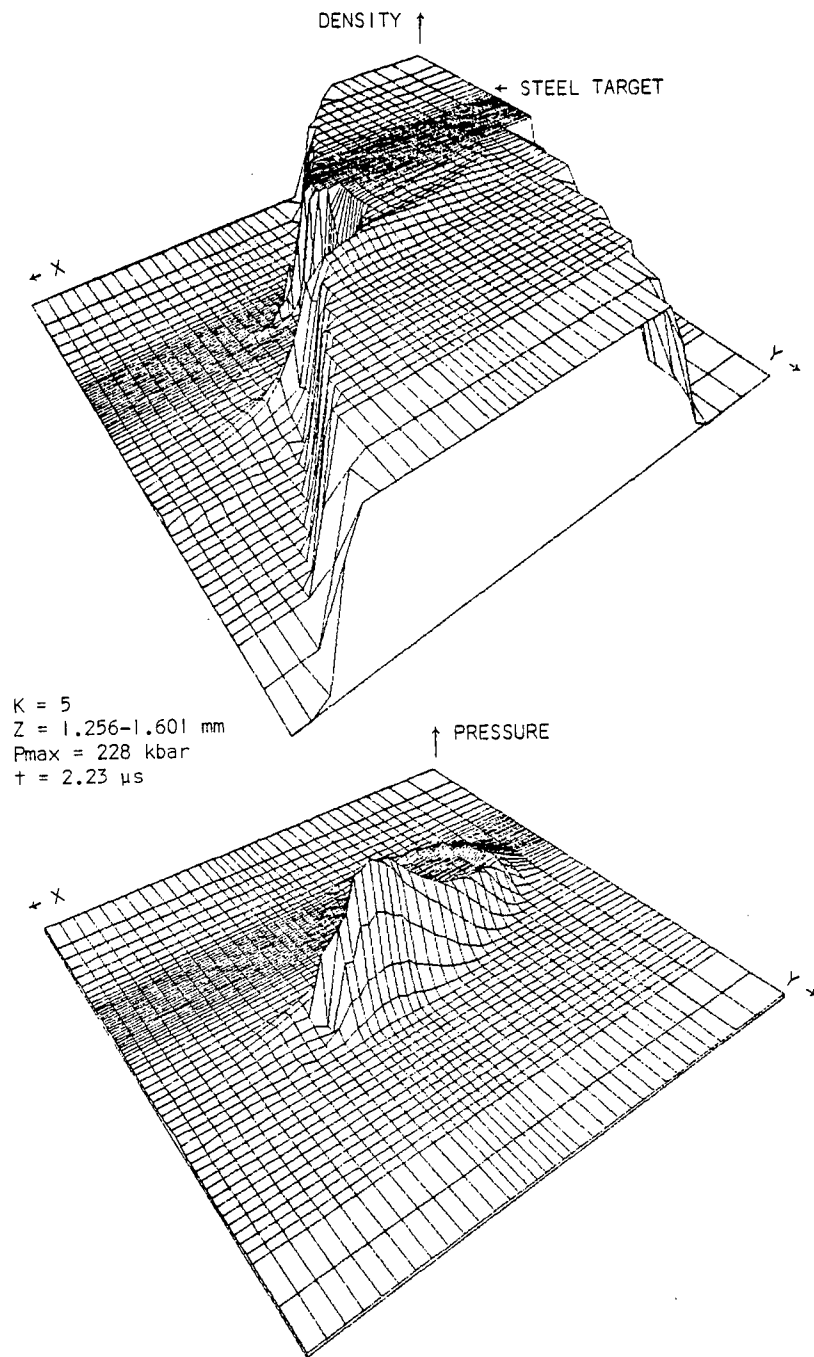 DENSITY ↑
← STEEL TARGET
← X
Y →
K = 5
Z = 1.256-1.601 mm
Pmax = 228 kbar
t = 2.23 µs
↑ PRESSURE
← X
Y →